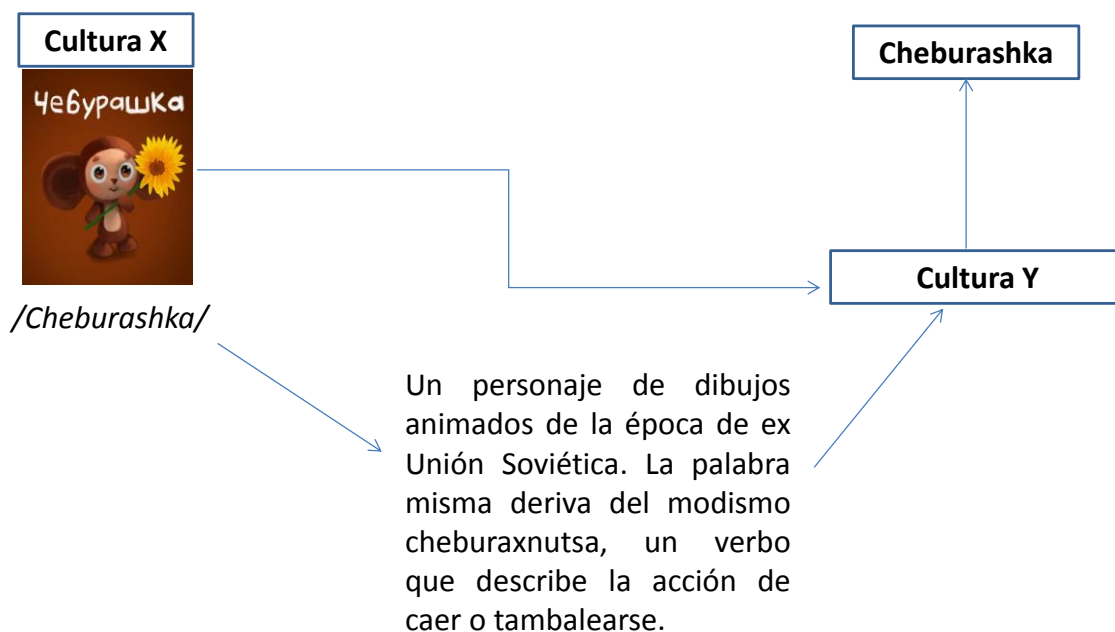 Cultura X
Чебурашка
/Cheburashka/
Cheburashka
Cultura Y
Un personaje de dibujos
animados de la época de ex
Unión Soviética. La palabra
misma deriva del modismo
cheburaxnutsa, un verbo
que describe la acción de
caer o tambalearse.